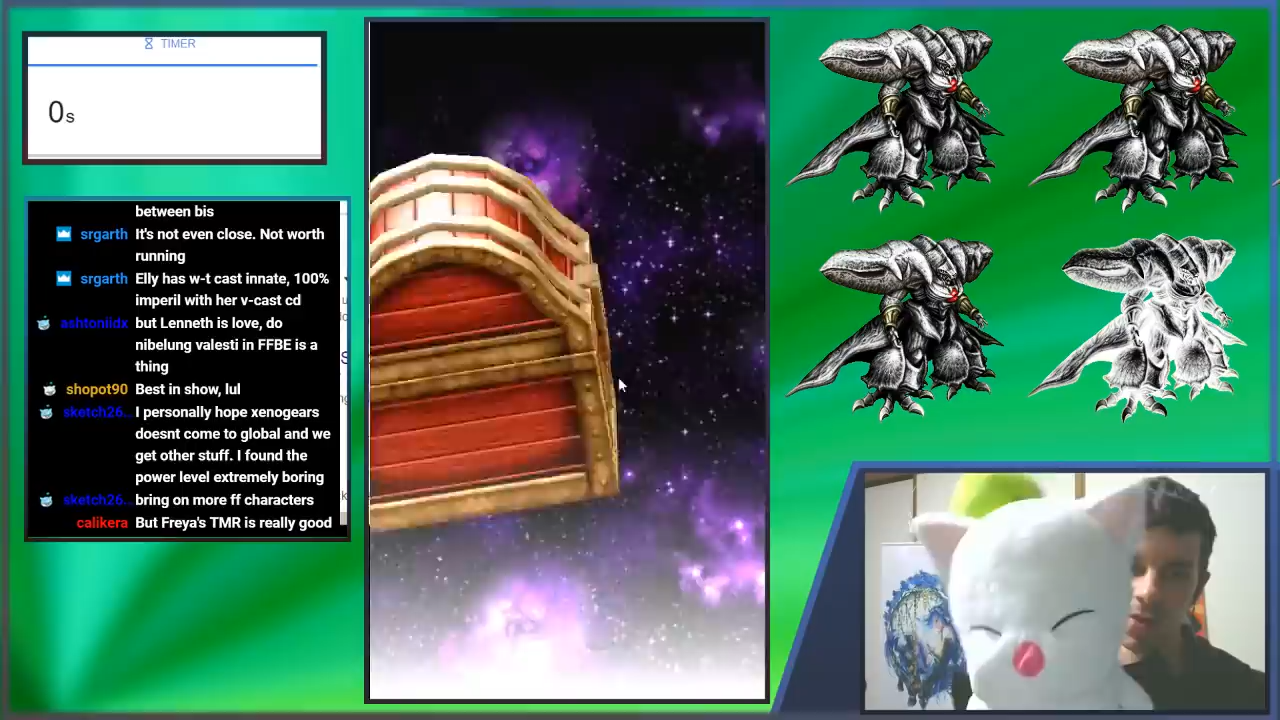 TIMER
0s
between bis
srgarth It's not even close. Not worth
running
srgarth Elly has w-t cast innate, 100%
imperil with her v-cast cd
ashtoniidx but Lenneth is love, do
nibelung valesti in FFBE is a
thing
shopot90 Best in show, lul
sketch26.. I personally hope xenogears
doesnt come to global and we
get other stuff. I found the
power level extremely boring
sketch26.. bring on more ff characters
calikera But Freya's TMR is really good